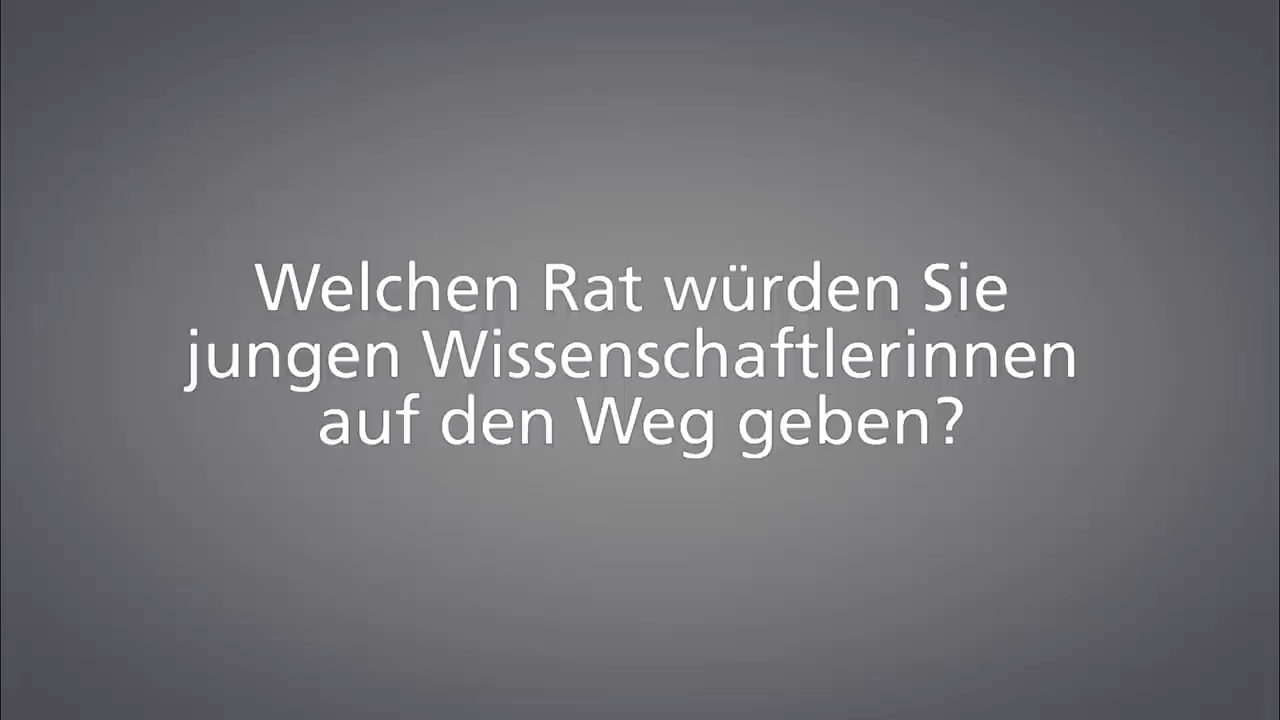 Welchen Rat würden Sie
jungen Wissenschaftlerinnen
auf den Weg geben?